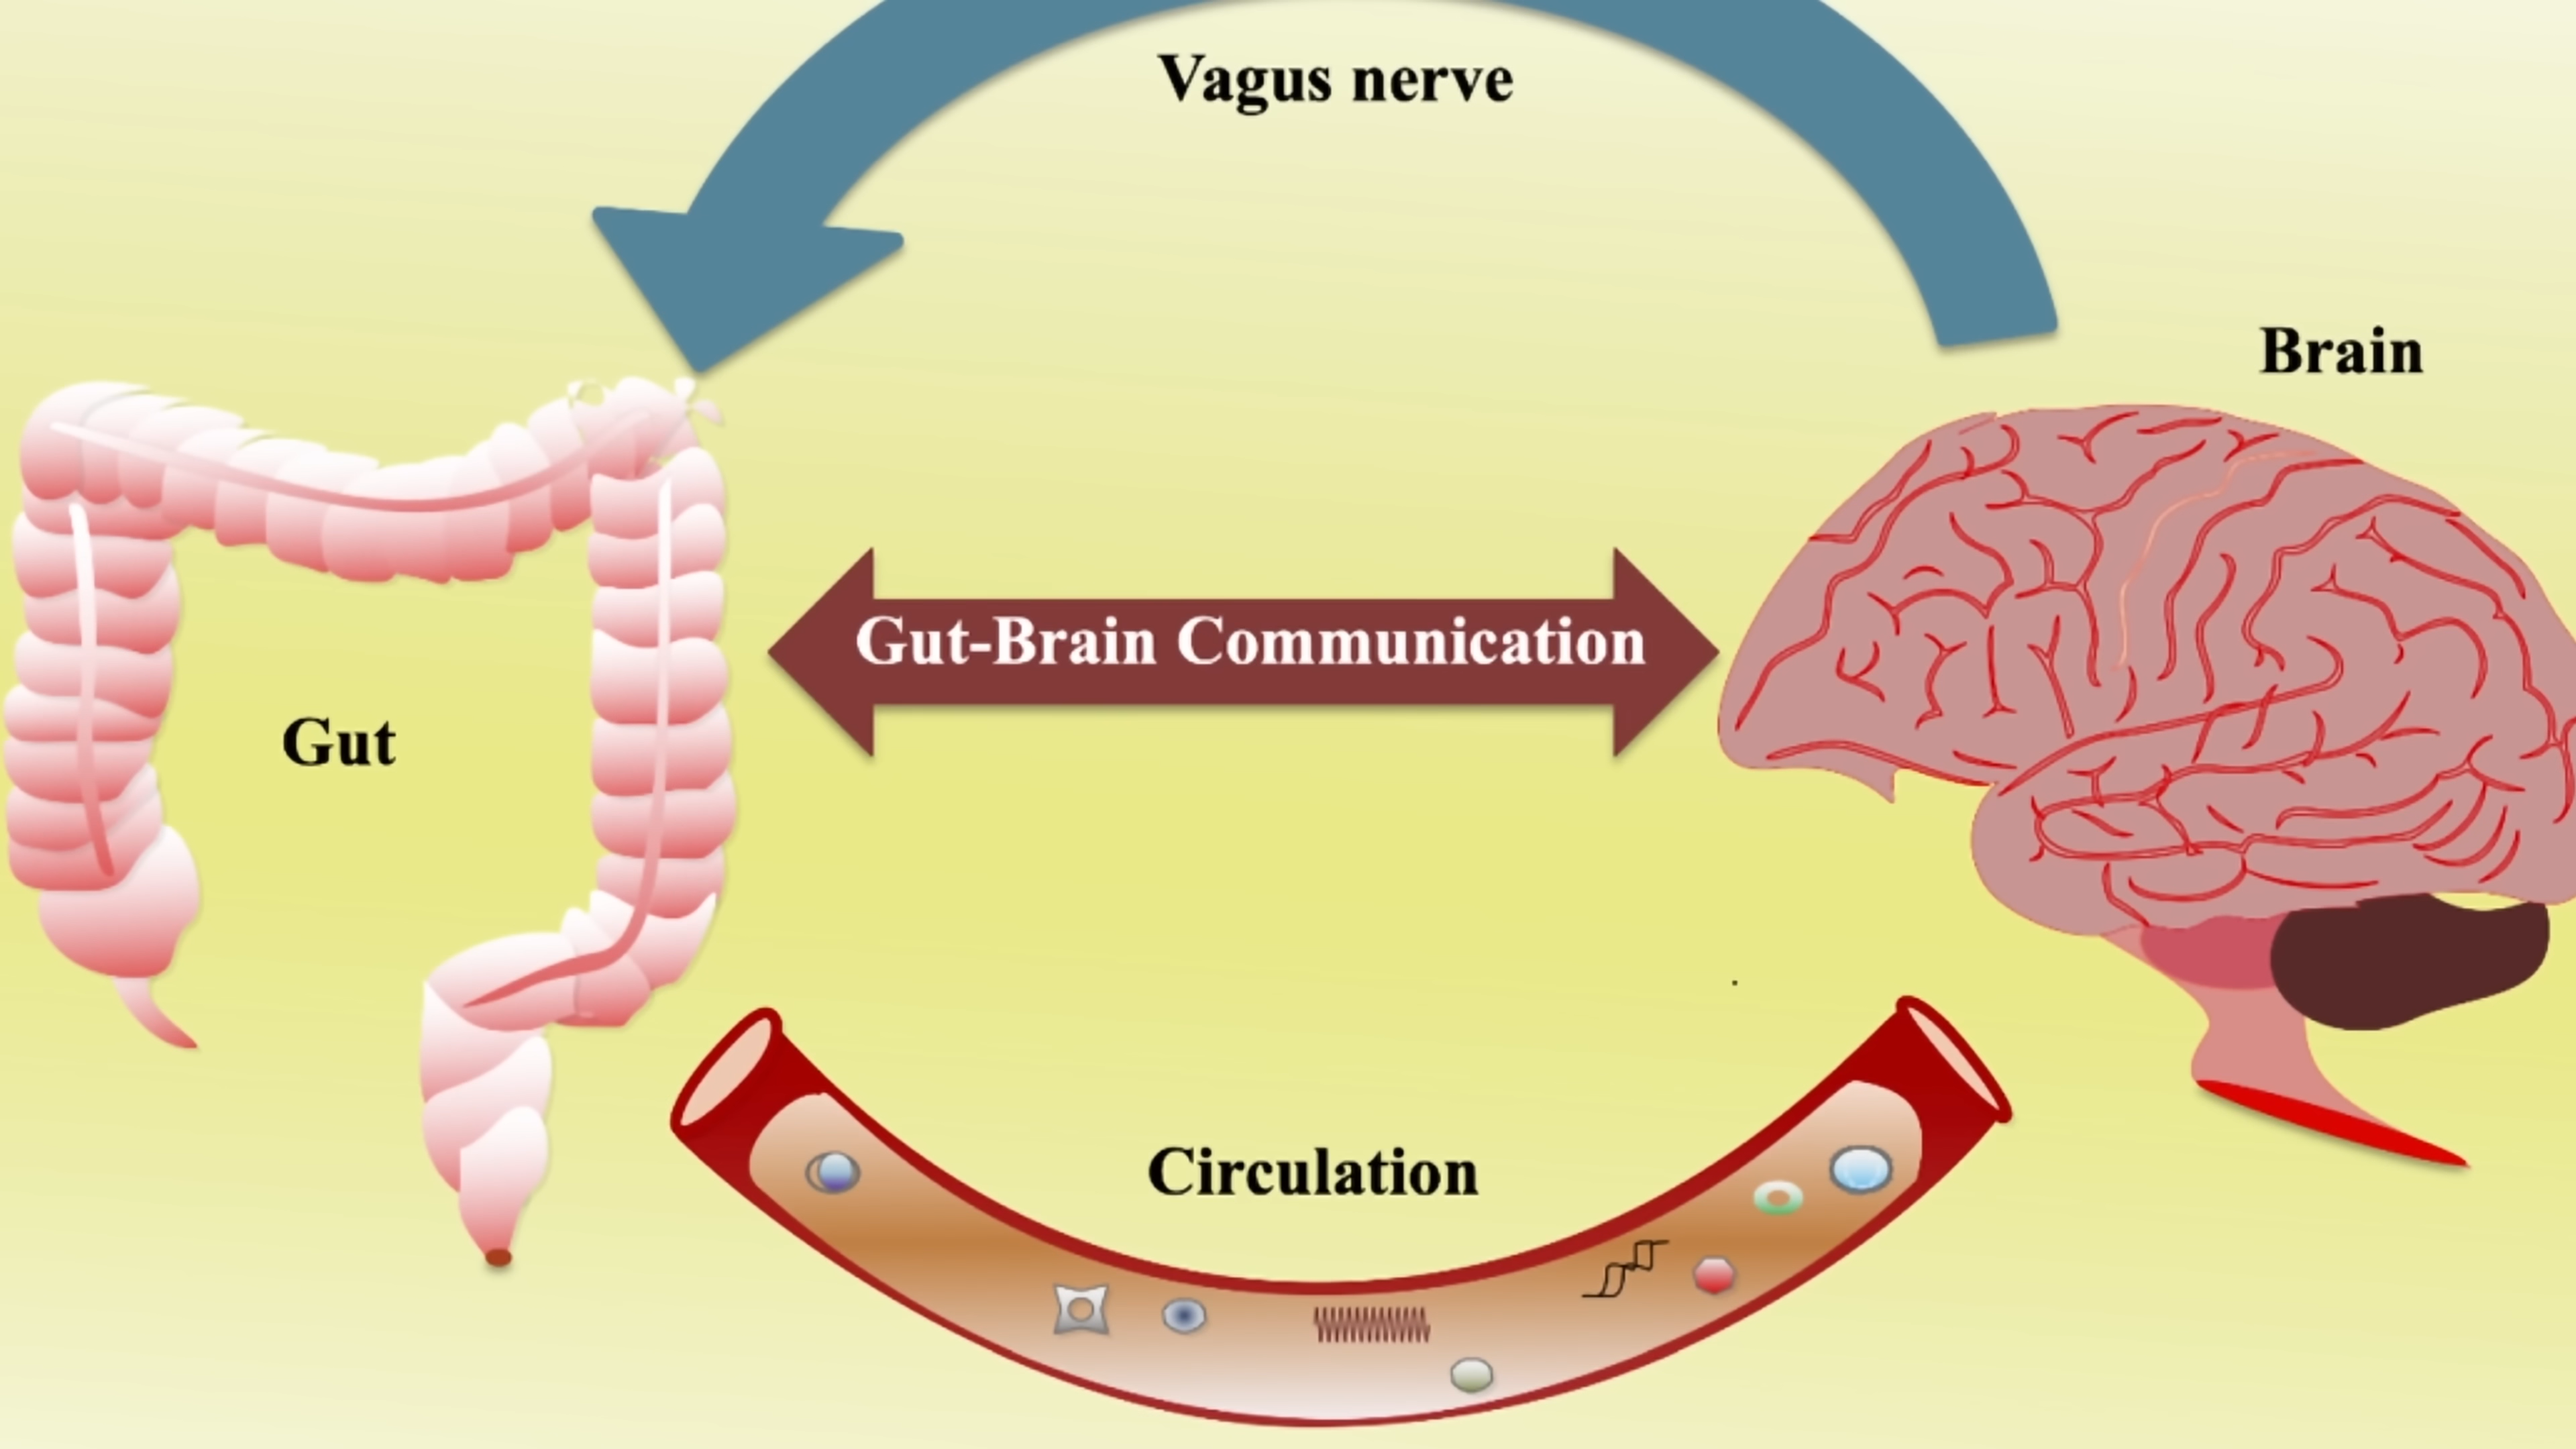 Vagus nerve
Brain
Gut-Brain Communication
Gut
Circulation